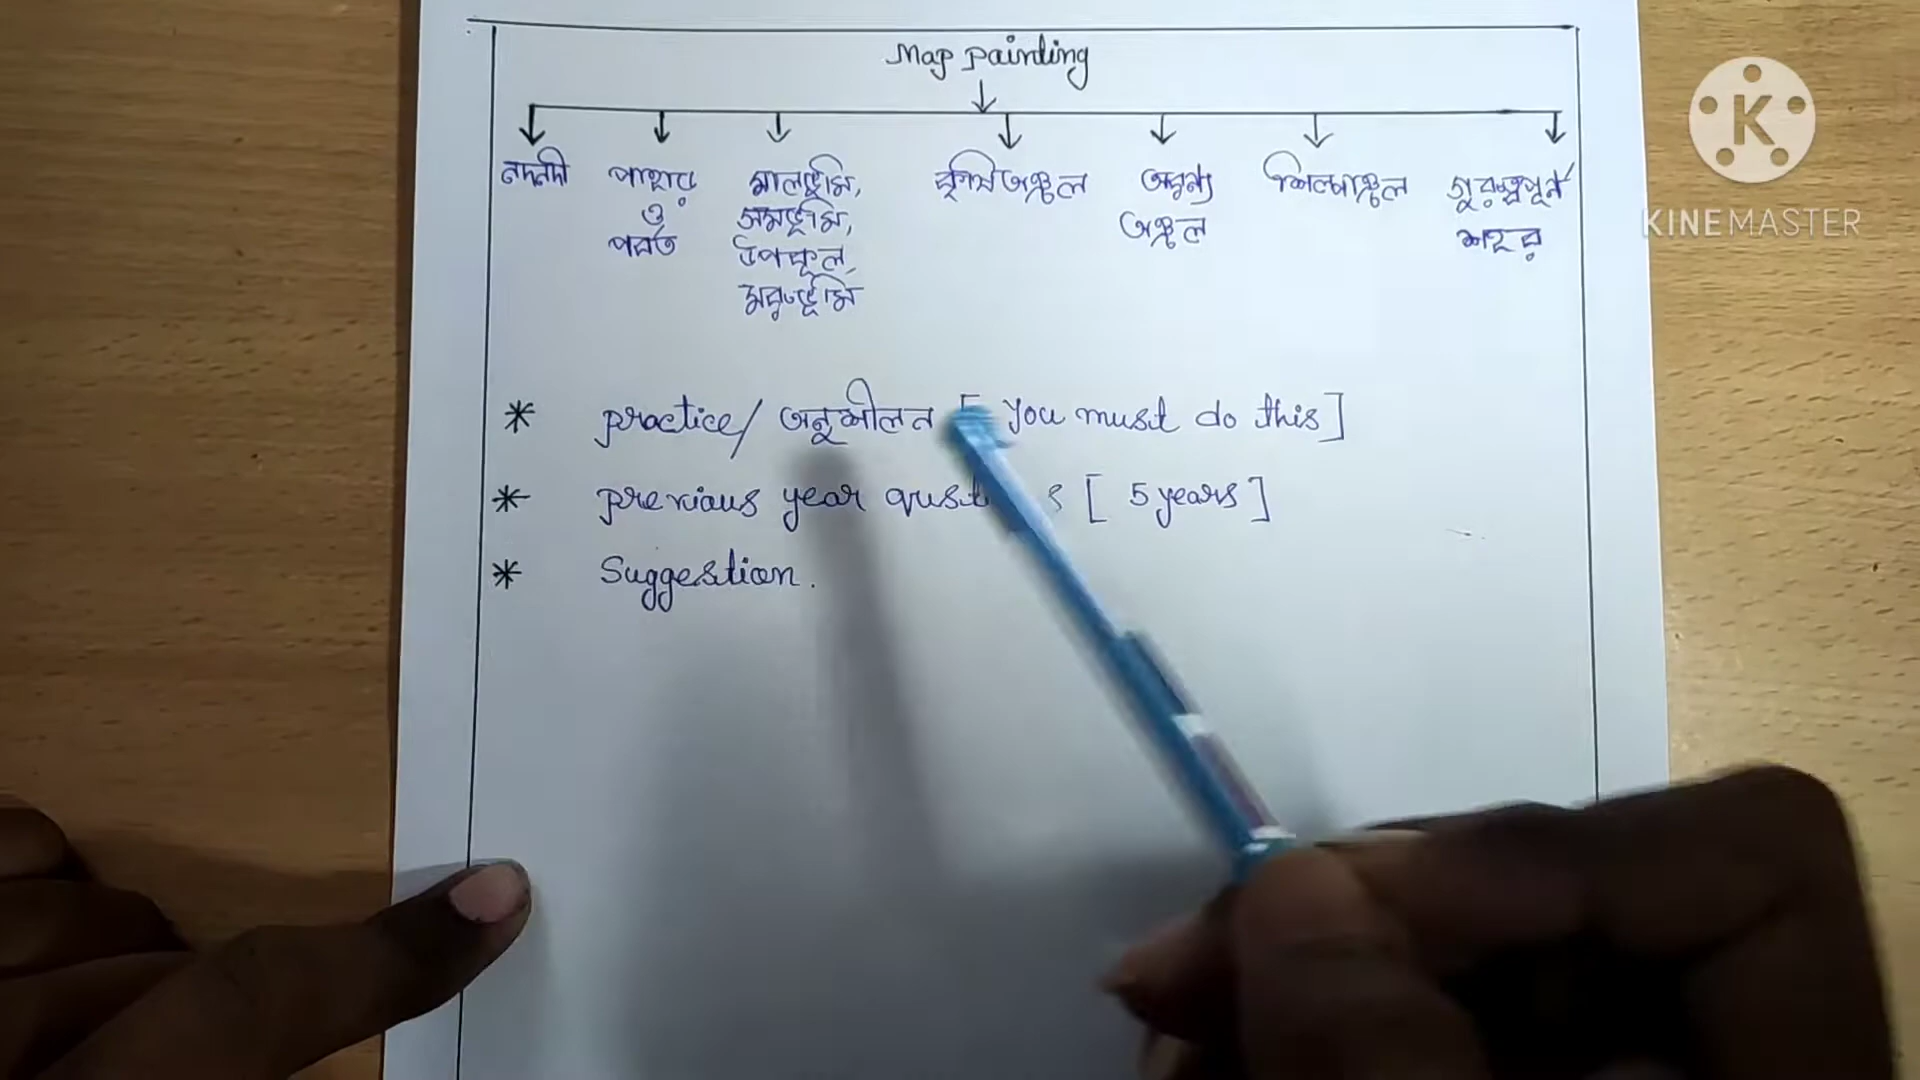 Map painting
নদনদী
পাহাড়
ও
পর্বত
মালভূমি,
সমভূমি,
উপকূল,
মরুভূমি
কৃষিঅঞ্চল
অরণ্য
অঞ্চল
শিল্পাঞ্চল
গুরুত্বপূর্ন
শহর
* practice/ অনুশীলন [ You must do this]
* previous year [ 5 years ]
* Suggestion.
K
KINEMASTER